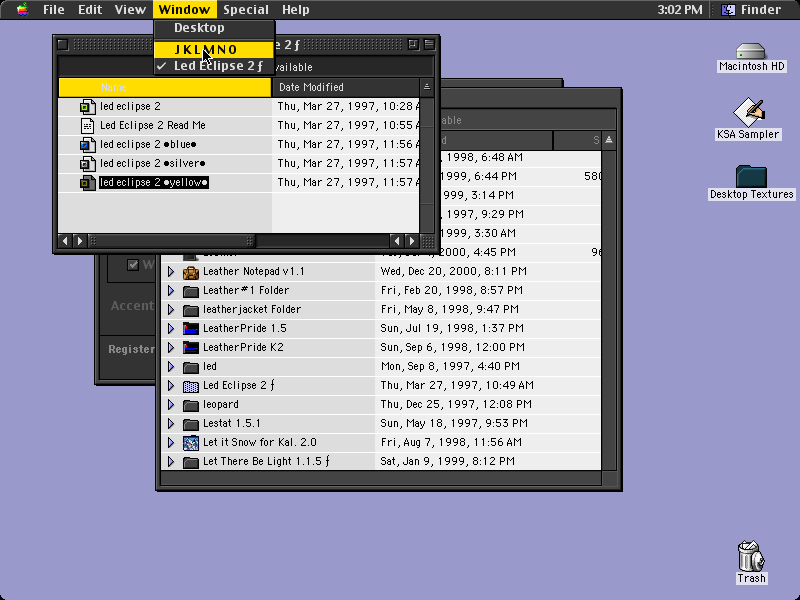 File Edit View Window Special Help 3:02 PM Finder
Desktop
J K L M N O
✓ Led Eclipse 2 ƒ
e 2 ƒ
vailable
Name Date Modified
led eclipse 2 Thu, Mar 27, 1997, 10:28 A
Led Eclipse 2 Read Me Thu, Mar 27, 1997, 10:55 A
led eclipse 2 •blue• Thu, Mar 27, 1997, 11:56 A
led eclipse 2 •silver• Thu, Mar 27, 1997, 11:57 A
led eclipse 2 •yellow• Thu, Mar 27, 1997, 11:57 A
lable
d S
1998, 6:48 AM
999, 6:44 PM 580
999, 3:14 PM
997, 9:29 PM
999, 3:30 AM
2000, 4:45 PM 96
Leather Notepad v1.1 Wed, Dec 20, 2000, 8:11 PM
Leather#1 Folder Fri, Feb 20, 1998, 8:57 PM
leatherjacket Folder Fri, May 8, 1998, 9:47 PM
LeatherPride 1.5 Sun, Jul 19, 1998, 1:37 PM
LeatherPride K2 Sun, Sep 6, 1998, 12:00 PM
led Mon, Sep 8, 1997, 4:40 PM
Led Eclipse 2 ƒ Thu, Mar 27, 1997, 10:49 AM
leopard Thu, Dec 25, 1997, 12:08 PM
Lestat 1.5.1 Sun, May 18, 1997, 9:53 PM
Let it Snow for Kal. 2.0 Fri, Aug 7, 1998, 11:56 AM
Let There Be Light 1.1.5 ƒ Sat, Jan 9, 1999, 8:12 PM
W
Accent
Register
Macintosh HD
KSA Sampler
Desktop Textures
Trash